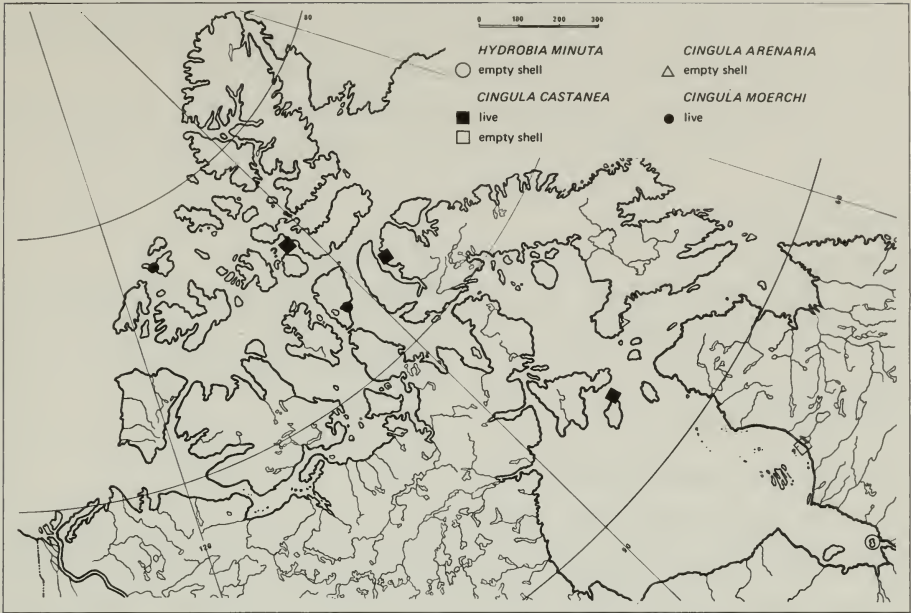 80
0 100 200 300
HYDROBIA MINUTA
empty shell
CINGULA CASTANEA
live
empty shell
CINGULA ARENARIA
empty shell
CINGULA MOERCHI
live
120